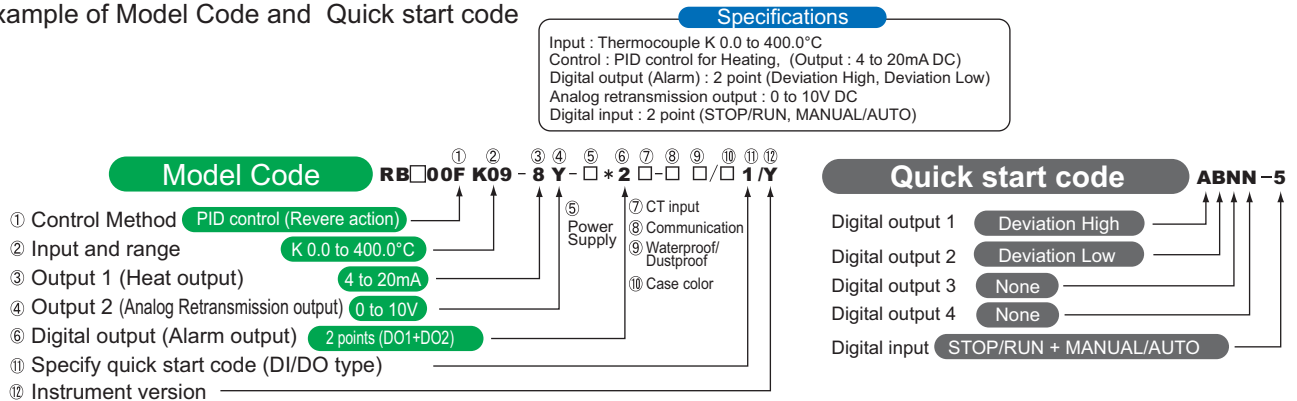 xample of Model Code and Quick start code
Specifications
Input : Thermocouple K 0.0 to 400.0°C
Control : PID control for Heating, (Output : 4 to 20mA DC)
Digital output (Alarm) : 2 point (Deviation High, Deviation Low)
Analog retransmission output : 0 to 10V DC
Digital input : 2 point (STOP/RUN, MANUAL/AUTO)
① ② ③ ④ ⑤ ⑥ ⑦ ⑧ ⑨ ⑩ ⑪ ⑫
Model Code RB□00F K09 - 8 Y - □ * 2 □ - □ □ / □ 1 /Y
① Control Method PID control (Revere action)
② Input and range K 0.0 to 400.0°C
③ Output 1 (Heat output) 4 to 20mA
④ Output 2 (Analog Retransmission output) 0 to 10V
⑥ Digital output (Alarm output) 2 points (DO1+DO2)
⑪ Specify quick start code (DI/DO type)
⑫ Instrument version
⑤
Power
Supply
⑦ CT input
⑧ Communication
⑨ Waterproof/
Dustproof
⑩ Case color
Quick start code ABNN-5
Digital output 1 Deviation High
Digital output 2 Deviation Low
Digital output 3 None
Digital output 4 None
Digital input STOP/RUN + MANUAL/AUTO